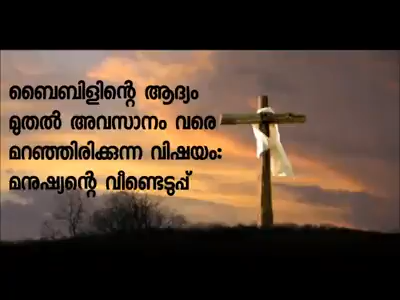 ബൈബിളിന്റെ ആദ്യം
മുതൽ അവസാനം വരെ
മറഞ്ഞിരിക്കുന്ന വിഷയം:
മനുഷ്യന്റെ വീണ്ടെടുപ്പ്